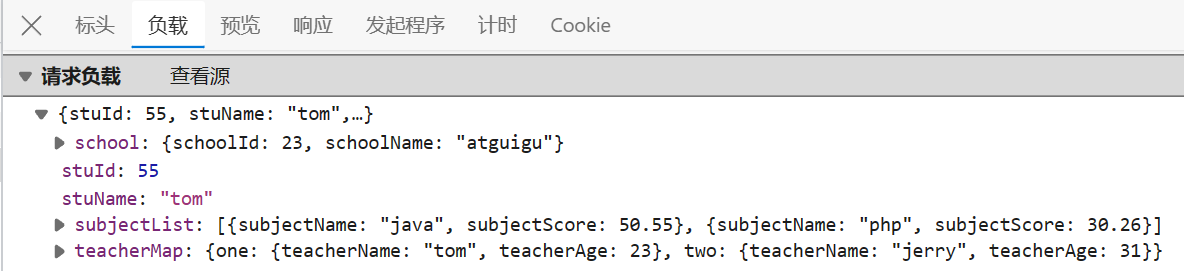 标头 负载 预览 响应 发起程序 计时 Cookie
请求负载 查看源
{stuId: 55, stuName: "tom",…}
school: {schoolId: 23, schoolName: "atguigu"}
stuId: 55
stuName: "tom"
subjectList: [{subjectName: "java", subjectScore: 50.55}, {subjectName: "php", subjectScore: 30.26}]
teacherMap: {one: {teacherName: "tom", teacherAge: 23}, two: {teacherName: "jerry", teacherAge: 31}}